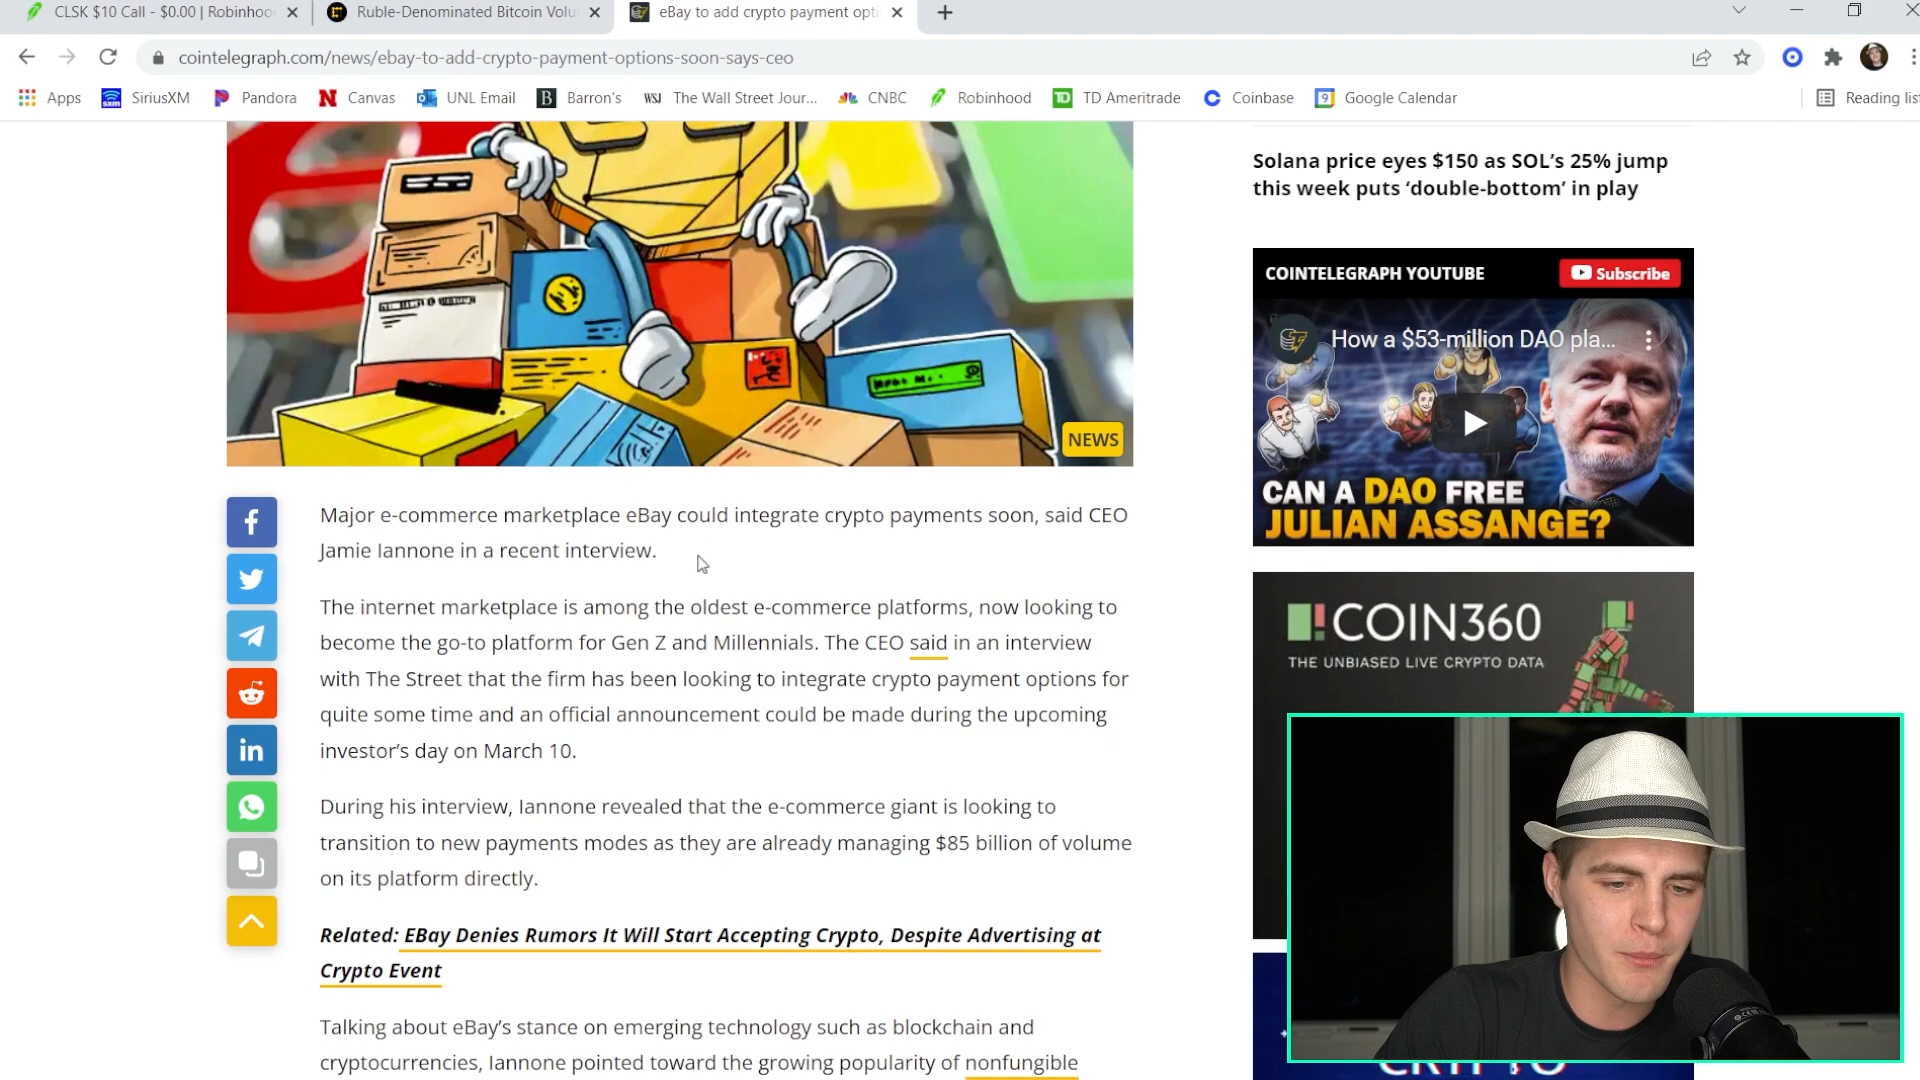 CLSK $10 Call - $0.00 | Robinhoo
Ruble-Denominated Bitcoin Volu
eBay to add crypto payment opti
cointelegraph.com/news/ebay-to-add-crypto-payment-options-soon-says-ceo
Apps
SiriusXM
Pandora
Canvas
UNL Email
Barron's
WSJ The Wall Street Jour...
CNBC
Robinhood
TD TD Ameritrade
Coinbase
9 Google Calendar
Reading list
NEWS
Major e-commerce marketplace eBay could integrate crypto payments soon, said CEO
Jamie Iannone in a recent interview.
The internet marketplace is among the oldest e-commerce platforms, now looking to
become the go-to platform for Gen Z and Millennials. The CEO said in an interview
with The Street that the firm has been looking to integrate crypto payment options for
quite some time and an official announcement could be made during the upcoming
investor's day on March 10.
During his interview, Iannone revealed that the e-commerce giant is looking to
transition to new payments modes as they are already managing $85 billion of volume
on its platform directly.
Related: EBay Denies Rumors It Will Start Accepting Crypto, Despite Advertising at
Crypto Event
Talking about eBay's stance on emerging technology such as blockchain and
cryptocurrencies, Iannone pointed toward the growing popularity of nonfungible
Solana price eyes $150 as SOL's 25% jump
this week puts 'double-bottom' in play
COINTELEGRAPH YOUTUBE
Subscribe
How a $53-million DAO pla...
CAN A DAO FREE
JULIAN ASSANGE?
COIN360
THE UNBIASED LIVE CRYPTO DATA
CRYPTO